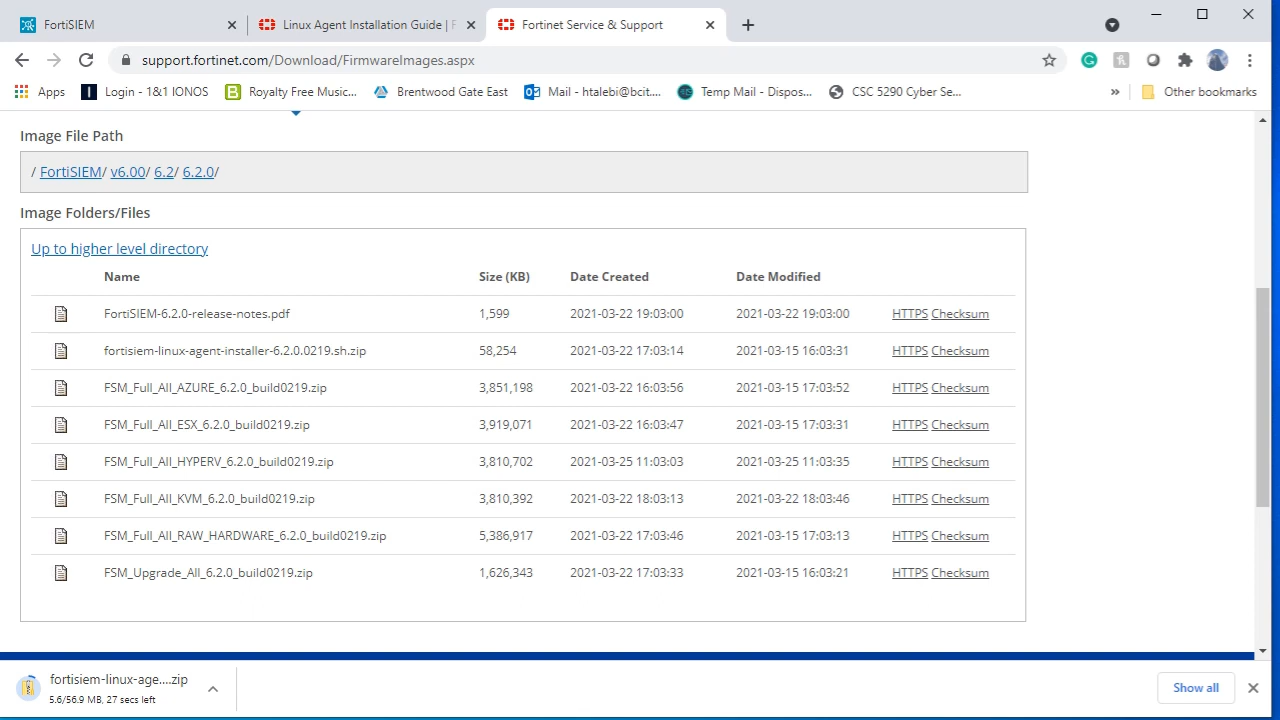 FortiSIEM
Linux Agent Installation Guide | F
Fortinet Service & Support
support.fortinet.com/Download/FirmwareImages.aspx
Apps
Login - 1&1 IONOS
Royalty Free Music...
Brentwood Gate East
Mail - htalebi@bcit....
Temp Mail - Dispos...
CSC 5290 Cyber Se...
»
Other bookmarks
Image File Path
/ FortiSIEM/ v6.00/ 6.2/ 6.2.0/
Image Folders/Files
Up to higher level directory
Name Size (KB) Date Created Date Modified
FortiSIEM-6.2.0-release-notes.pdf 1,599 2021-03-22 19:03:00 2021-03-22 19:03:00 HTTPS Checksum
fortisiem-linux-agent-installer-6.2.0.0219.sh.zip 58,254 2021-03-22 17:03:14 2021-03-15 16:03:31 HTTPS Checksum
FSM_Full_All_AZURE_6.2.0_build0219.zip 3,851,198 2021-03-22 16:03:56 2021-03-15 17:03:52 HTTPS Checksum
FSM_Full_All_ESX_6.2.0_build0219.zip 3,919,071 2021-03-22 16:03:47 2021-03-15 17:03:31 HTTPS Checksum
FSM_Full_All_HYPERV_6.2.0_build0219.zip 3,810,702 2021-03-25 11:03:03 2021-03-25 11:03:35 HTTPS Checksum
FSM_Full_All_KVM_6.2.0_build0219.zip 3,810,392 2021-03-22 18:03:13 2021-03-22 18:03:46 HTTPS Checksum
FSM_Full_All_RAW_HARDWARE_6.2.0_build0219.zip 5,386,917 2021-03-22 17:03:46 2021-03-15 17:03:13 HTTPS Checksum
FSM_Upgrade_All_6.2.0_build0219.zip 1,626,343 2021-03-22 17:03:33 2021-03-15 16:03:21 HTTPS Checksum
fortisiem-linux-age....zip
5.6/56.9 MB, 27 secs left
Show all